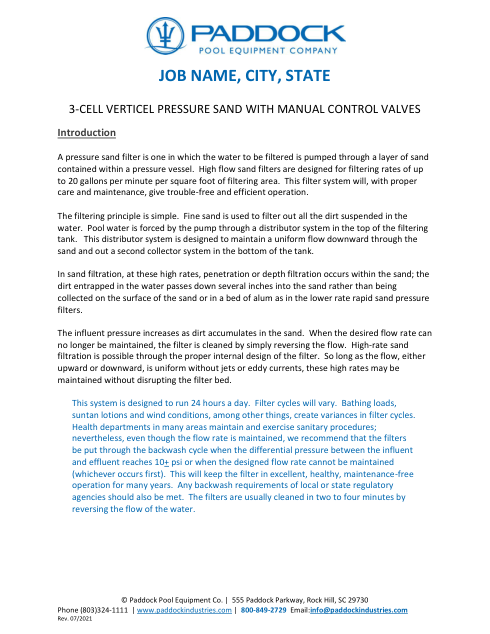 PADDOCK
POOL EQUIPMENT COMPANY
JOB NAME, CITY, STATE
3-CELL VERTICEL PRESSURE SAND WITH MANUAL CONTROL VALVES
Introduction
A pressure sand filter is one in which the water to be filtered is pumped through a layer of sand
contained within a pressure vessel. High flow sand filters are designed for filtering rates of up
to 20 gallons per minute per square foot of filtering area. This filter system will, with proper
care and maintenance, give trouble-free and efficient operation.
The filtering principle is simple. Fine sand is used to filter out all the dirt suspended in the
water. Pool water is forced by the pump through a distributor system in the top of the filtering
tank. This distributor system is designed to maintain a uniform flow downward through the
sand and out a second collector system in the bottom of the tank.
In sand filtration, at these high rates, penetration or depth filtration occurs within the sand; the
dirt entrapped in the water passes down several inches into the sand rather than being
collected on the surface of the sand or in a bed of alum as in the lower rate rapid sand pressure
filters.
The influent pressure increases as dirt accumulates in the sand. When the desired flow rate can
no longer be maintained, the filter is cleaned by simply reversing the flow. High-rate sand
filtration is possible through the proper internal design of the filter. So long as the flow, either
upward or downward, is uniform without jets or eddy currents, these high rates may be
maintained without disrupting the filter bed.
This system is designed to run 24 hours a day. Filter cycles will vary. Bathing loads,
suntan lotions and wind conditions, among other things, create variances in filter cycles.
Health departments in many areas maintain and exercise sanitary procedures;
nevertheless, even though the flow rate is maintained, we recommend that the filters
be put through the backwash cycle when the differential pressure between the influent
and effluent reaches 10± psi or when the designed flow rate cannot be maintained
(whichever occurs first). This will keep the filter in excellent, healthy, maintenance-free
operation for many years. Any backwash requirements of local or state regulatory
agencies should also be met. The filters are usually cleaned in two to four minutes by
reversing the flow of the water.
© Paddock Pool Equipment Co. | 555 Paddock Parkway, Rock Hill, SC 29730
Phone (803)324-1111 | www.paddockindustries.com | 800-849-2729 Email:info@paddockindustries.com
Rev. 07/2021